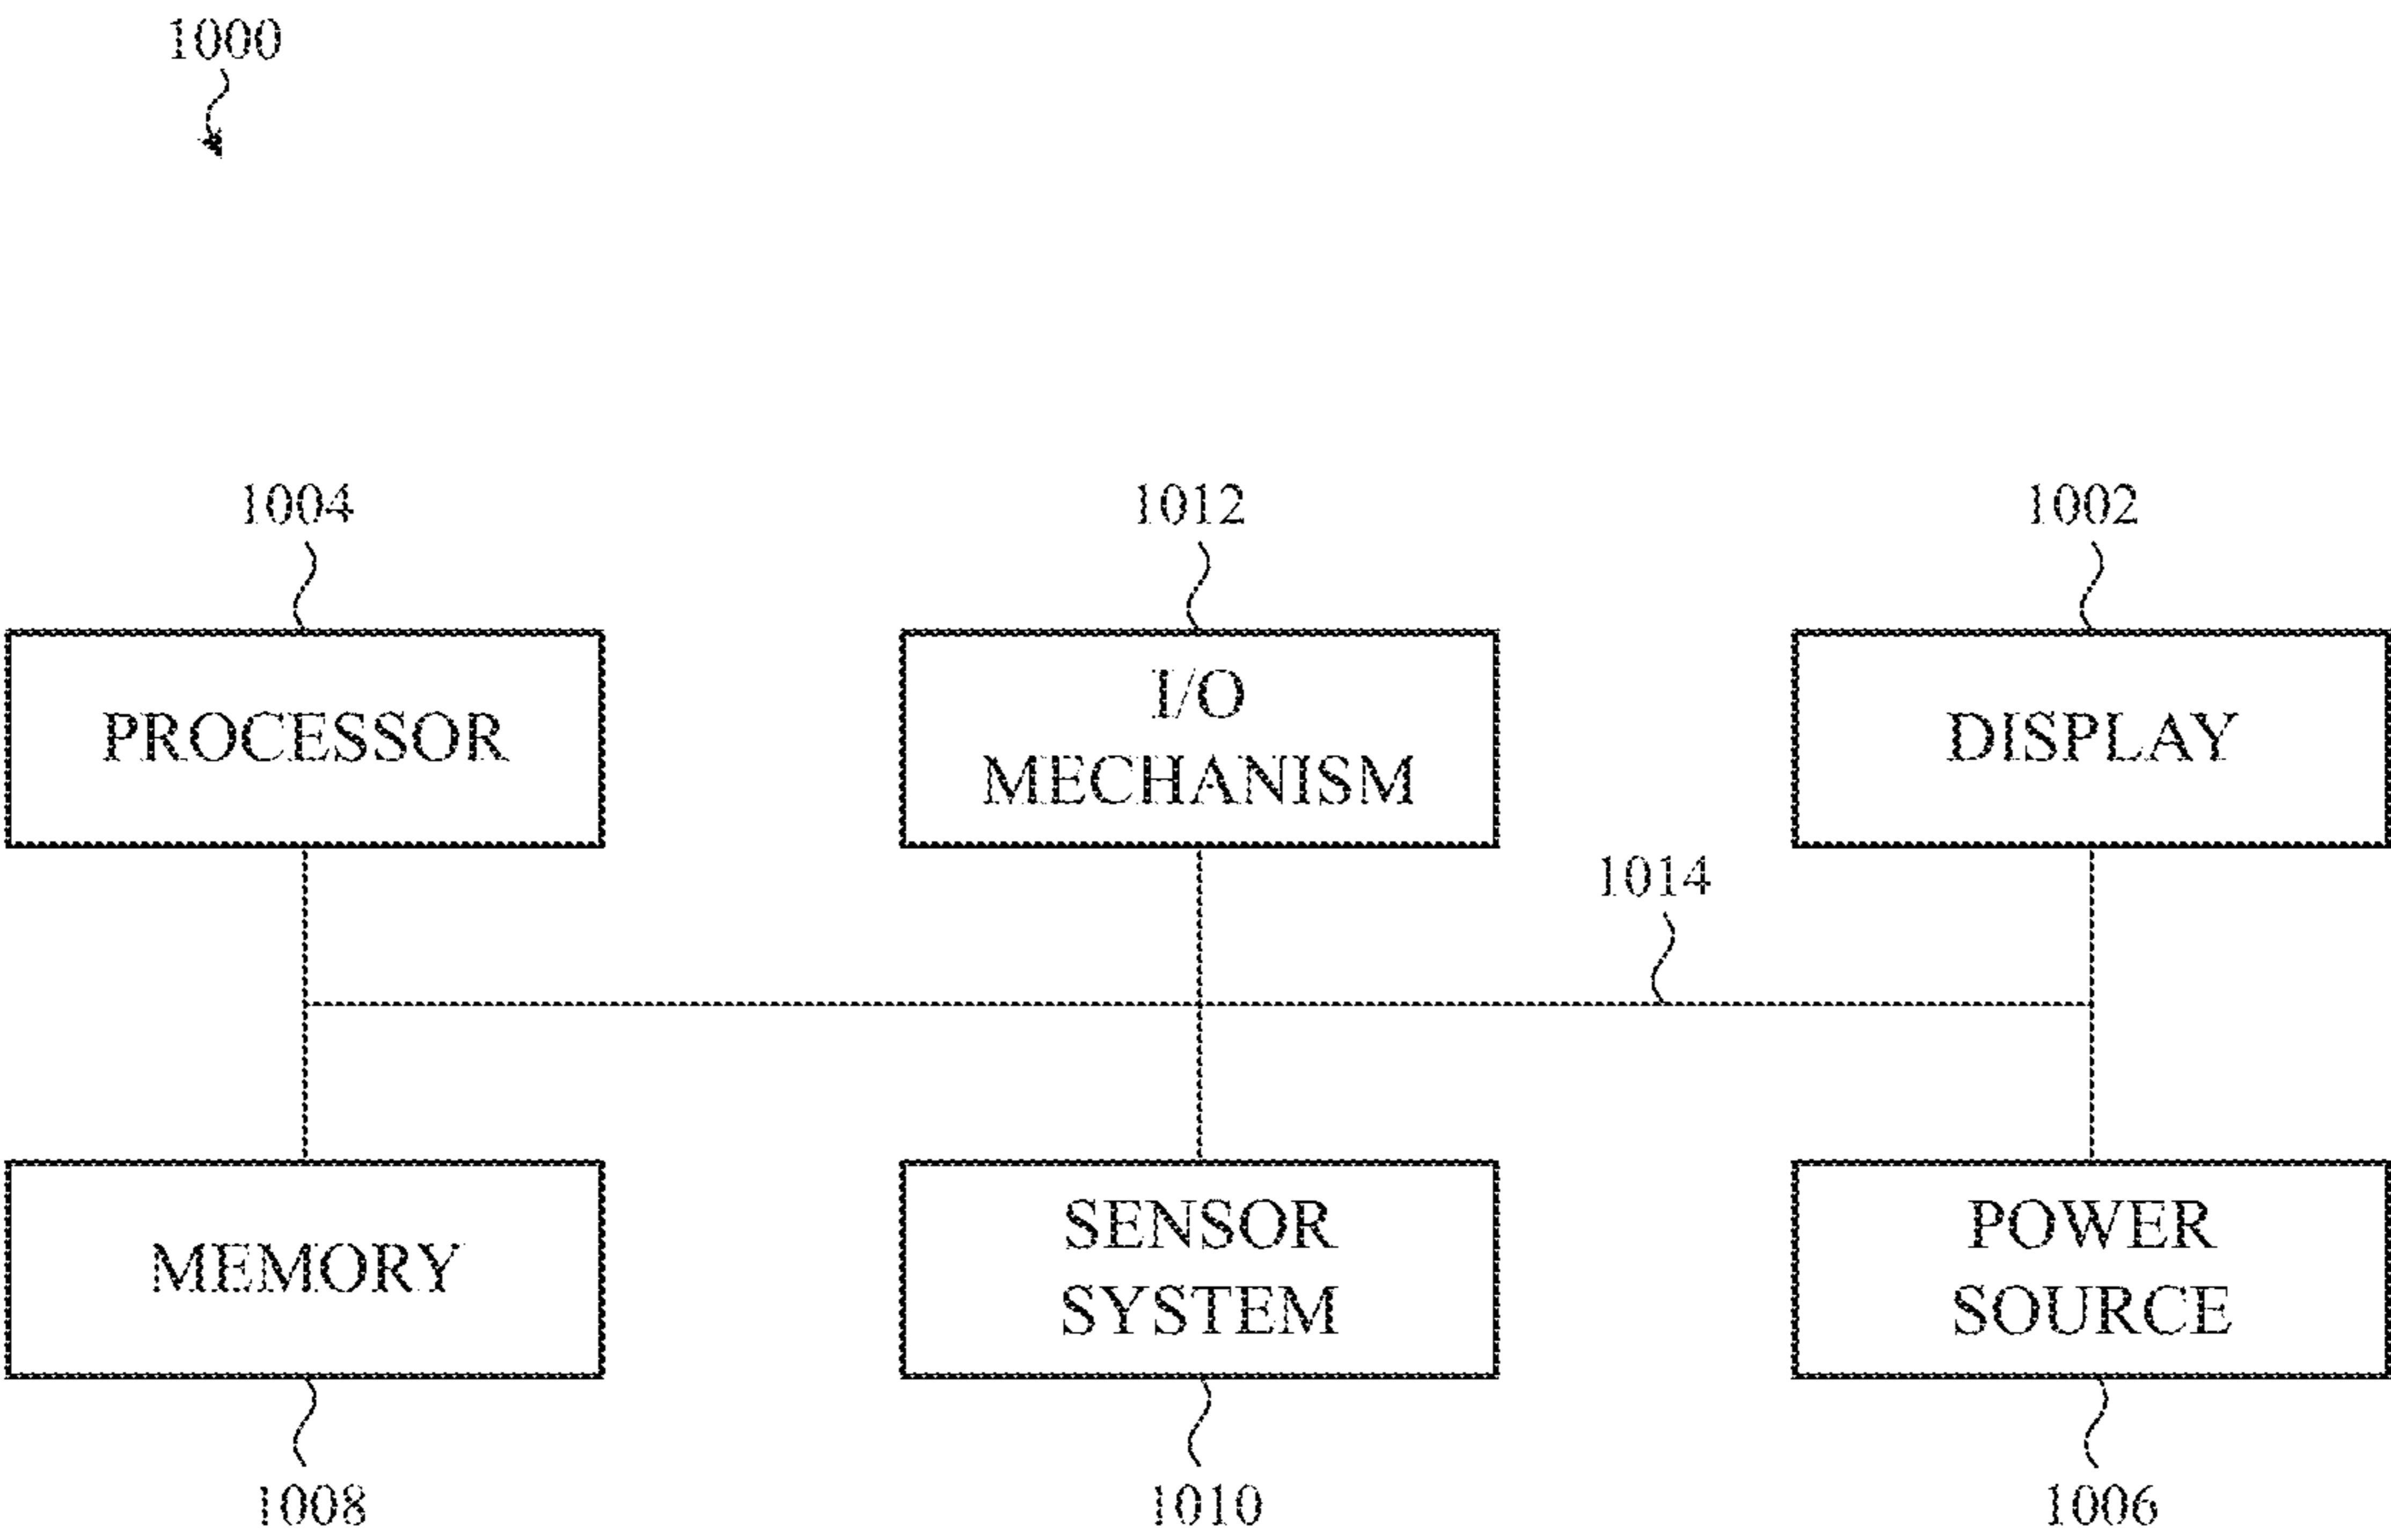 1000
1004
1012
1002
PROCESSOR
I/O
MECHANISM
DISPLAY
1014
MEMORY
SENSOR
SYSTEM
POWER
SOURCE
1008
1010
1006